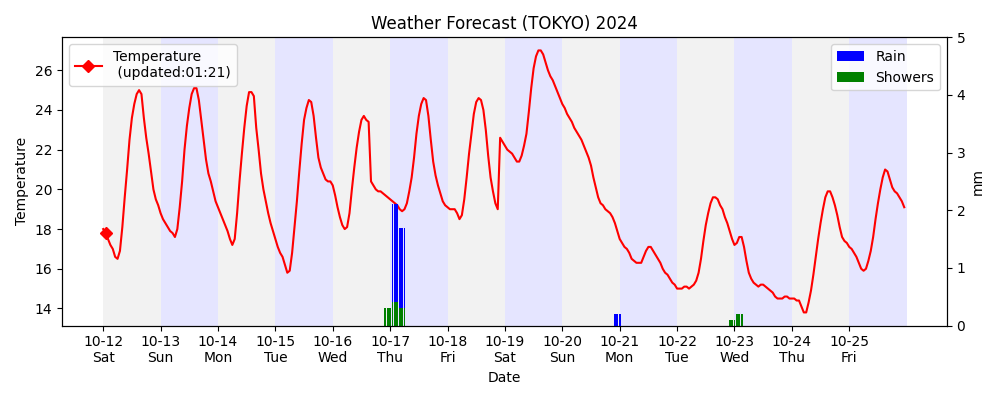 Weather Forecast (TOKYO) 2024
Temperature
(updated:01:21)
Rain
Showers
Temperature
26
24
22
20
18
16
14
5
4
3
2
1
0
mm
10-12 10-13 10-14 10-15 10-16 10-17 10-18 10-19 10-20 10-21 10-22 10-23 10-24 10-25
Sat Sun Mon Tue Wed Thu Fri Sat Sun Mon Tue Wed Thu Fri
Date